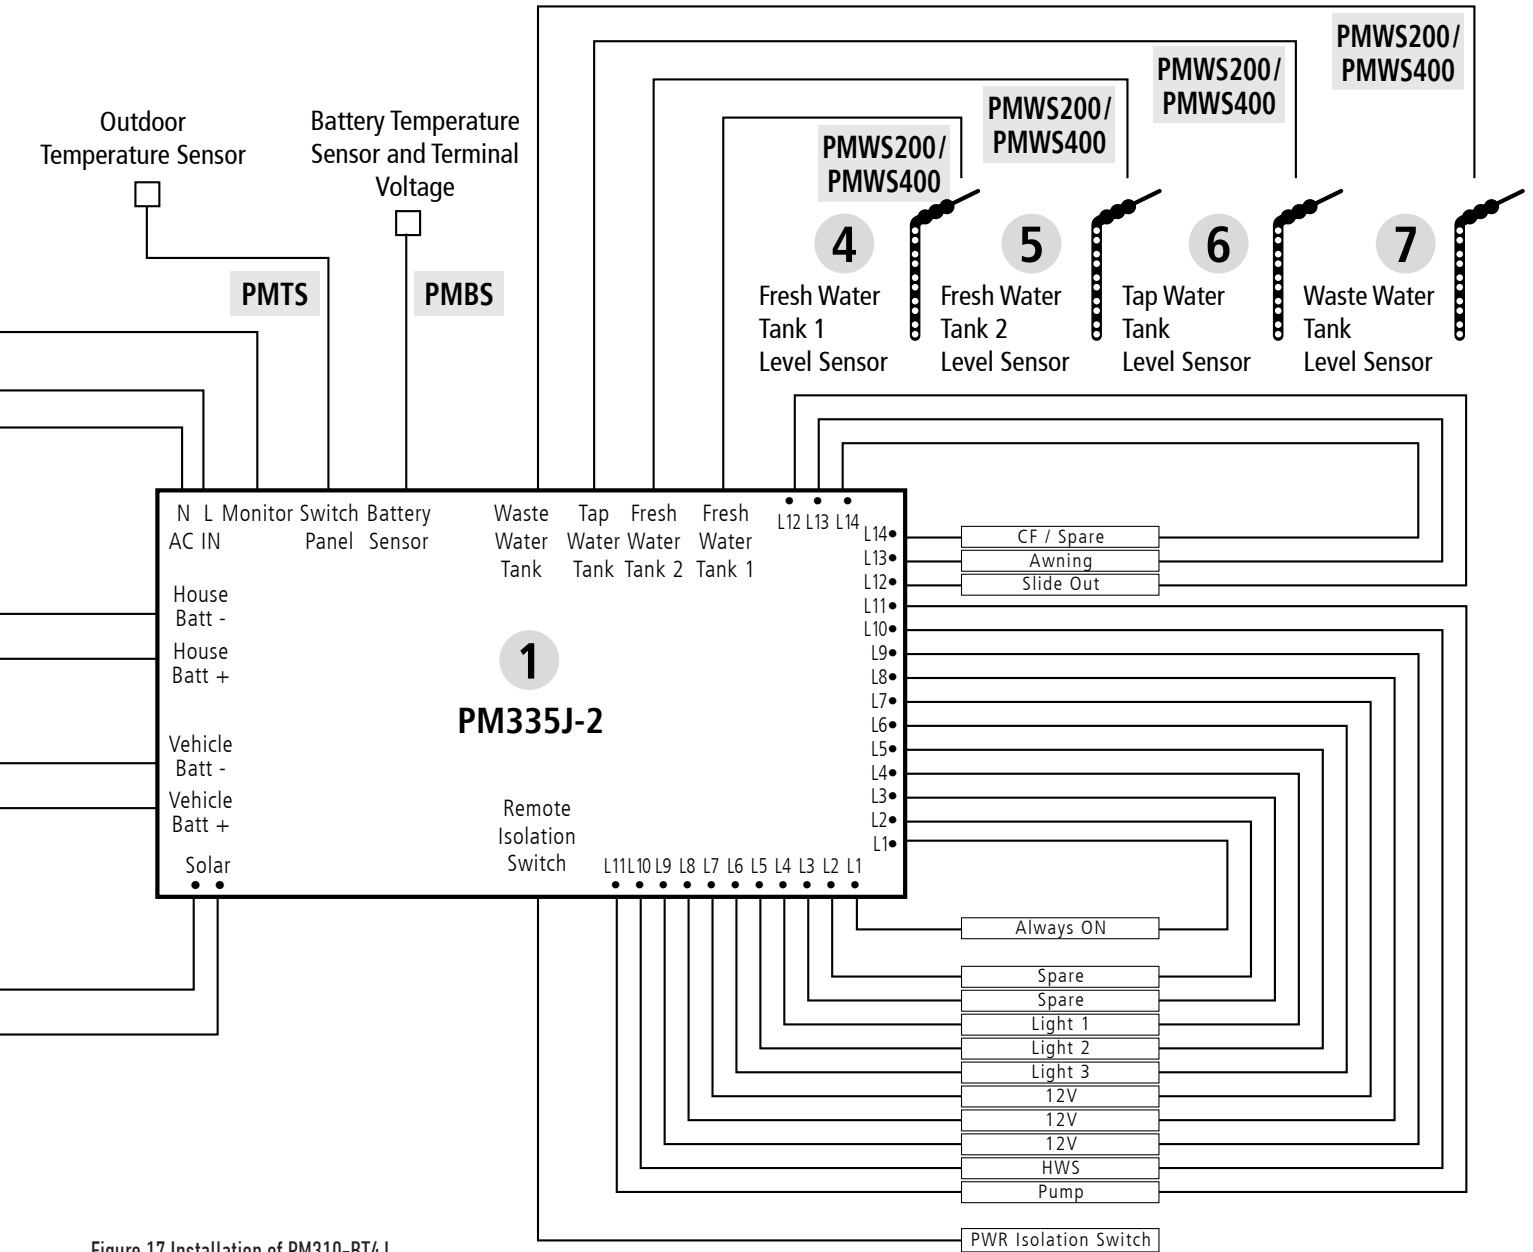 PMWS200/
PMWS400
PMWS200/
PMWS400
PMWS200/
PMWS400
PMWS200/
PMWS400
Outdoor
Temperature Sensor
Battery Temperature
Sensor and Terminal
Voltage
PMTS
PMBS
4
Fresh Water
Tank 1
Level Sensor
5
Fresh Water
Tank 2
Level Sensor
6
Tap Water
Tank
Level Sensor
7
Waste Water
Tank
Level Sensor
N L
AC IN
Monitor
Switch
Panel
Battery
Sensor
Waste
Water
Tank
Tap
Water
Tank
Fresh
Water
Tank 2
Fresh
Water
Tank 1
L12 L13 L14
L14
L13
L12
L11
L10
L9
L8
L7
L6
L5
L4
L3
L2
L1
CF / Spare
Awning
Slide Out
House
Batt -
House
Batt +
1
PM335J-2
Vehicle
Batt -
Vehicle
Batt +
Solar
Remote
Isolation
Switch
L11 L10 L9 L8 L7 L6 L5 L4 L3 L2 L1
Always ON
Spare
Spare
Light 1
Light 2
Light 3
12V
12V
12V
HWS
Pump
PWR Isolation Switch
Figure 17 Installation of PM310-BT4J